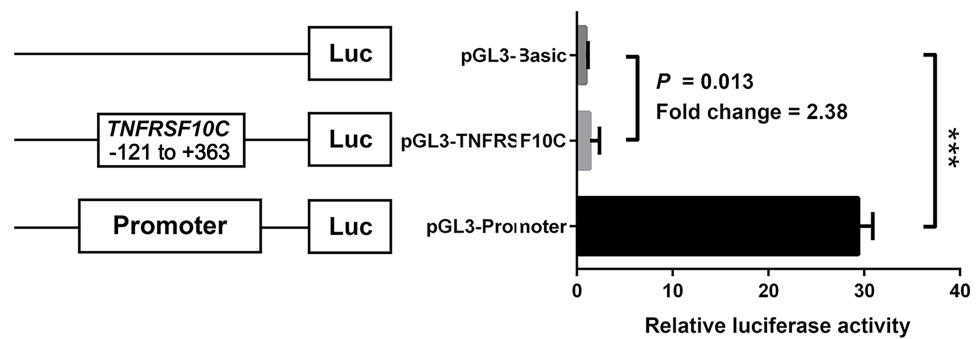 Luc
pGL3-Basic
TNFRSF10C
-121 to +363
Luc
pGL3-TNFRSF10C
P = 0.013
Fold change = 2.38
***
Promoter
Luc
pGL3-Promoter
0 10 20 30 40
Relative luciferase activity